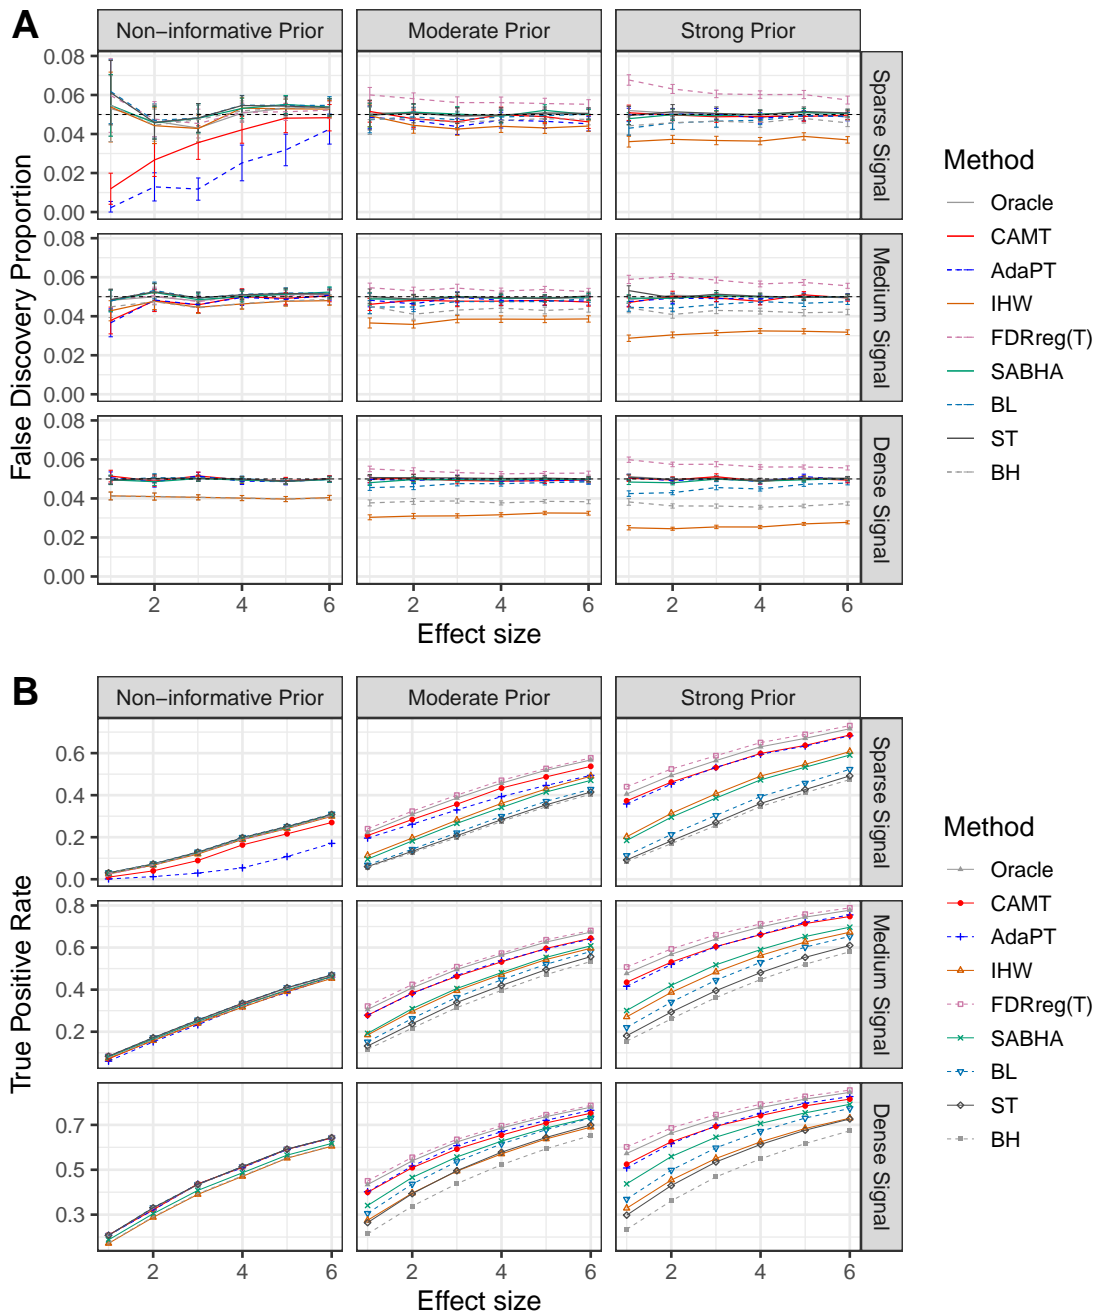 A
Non−informative Prior
Moderate Prior
Strong Prior
False Discovery Proportion
0.08
0.06
0.04
0.02
0.00
Sparse Signal
0.08
0.06
0.04
0.02
0.00
Medium Signal
0.08
0.06
0.04
0.02
0.00
Dense Signal
2 4 6 2 4 6 2 4 6
Effect size
Method
Oracle
CAMT
AdaPT
IHW
FDRreg(T)
SABHA
BL
ST
BH
B
Non−informative Prior
Moderate Prior
Strong Prior
True Positive Rate
0.6
0.4
0.2
0.0
Sparse Signal
0.8
0.6
0.4
0.2
Medium Signal
0.7
0.5
0.3
Dense Signal
2 4 6 2 4 6 2 4 6
Effect size
Method
Oracle
CAMT
AdaPT
IHW
FDRreg(T)
SABHA
BL
ST
BH